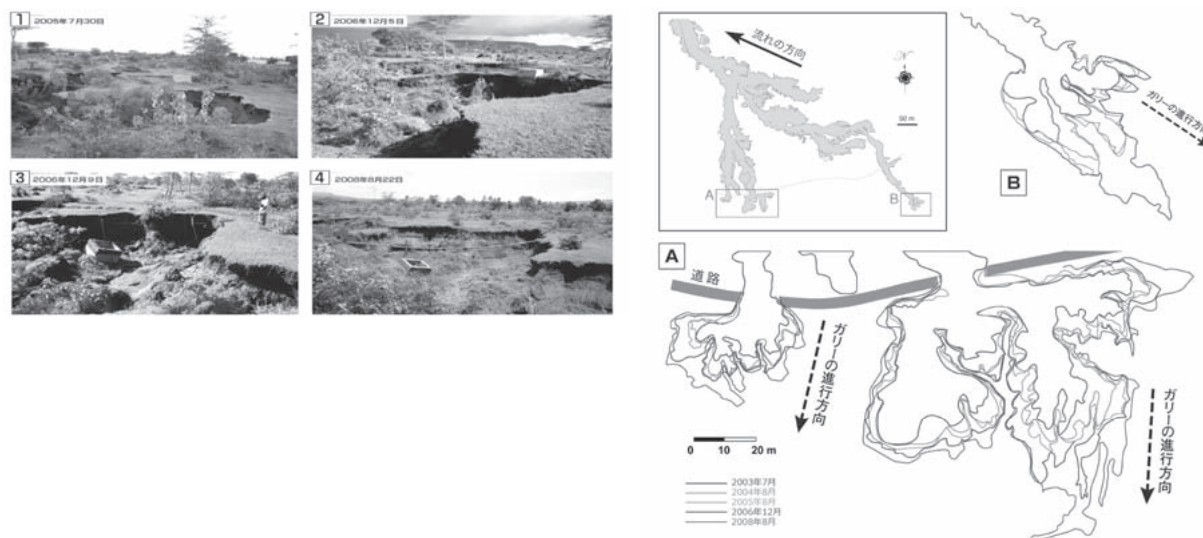 1 2005年7月30日
2 2006年12月5日
3 2006年12月9日
4 2008年8月22日
流れの方向
N
50 m
A
B
ガリーの進行方向
B
A
道路
ガリーの進行方向
ガリーの進行方向
0 10 20 m
2003年7月
2004年8月
2005年8月
2006年12月
2008年8月